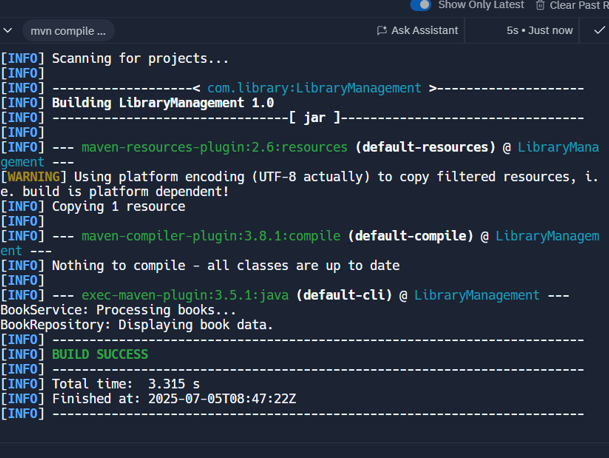 Show Only Latest Clear Past R
mvn compile ... Ask Assistant 5s • Just now
[INFO] Scanning for projects...
[INFO]
[INFO] -------------------< com.library:LibraryManagement >--------------------
[INFO] Building LibraryManagement 1.0
[INFO] --------------------------------[ jar ]---------------------------------
[INFO]
[INFO] --- maven-resources-plugin:2.6:resources (default-resources) @ LibraryMana
gement ---
[WARNING] Using platform encoding (UTF-8 actually) to copy filtered resources, i.
e. build is platform dependent!
[INFO] Copying 1 resource
[INFO]
[INFO] --- maven-compiler-plugin:3.8.1:compile (default-compile) @ LibraryManagem
ent ---
[INFO] Nothing to compile - all classes are up to date
[INFO]
[INFO] --- exec-maven-plugin:3.5.1:java (default-cli) @ LibraryManagement ---
BookService: Processing books...
BookRepository: Displaying book data.
[INFO] ------------------------------------------------------------------------
[INFO] BUILD SUCCESS
[INFO] ------------------------------------------------------------------------
[INFO] Total time:  3.315 s
[INFO] Finished at: 2025-07-05T08:47:22Z
[INFO] ------------------------------------------------------------------------